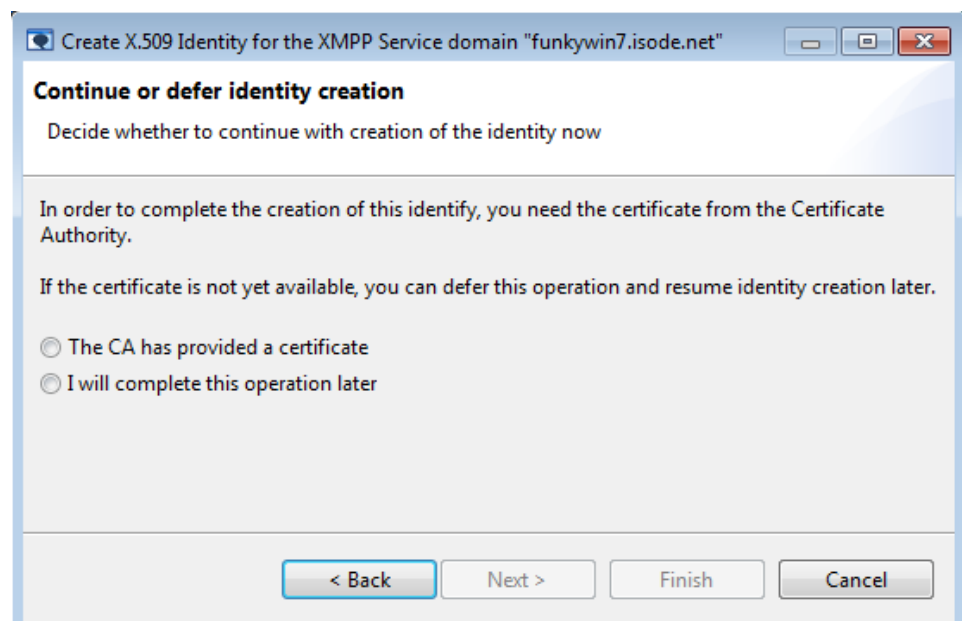 Create X.509 Identity for the XMPP Service domain "funkywin7.isode.net"
Continue or defer identity creation
Decide whether to continue with creation of the identity now
In order to complete the creation of this identify, you need the certificate from the Certificate
Authority.
If the certificate is not yet available, you can defer this operation and resume identity creation later.
The CA has provided a certificate
I will complete this operation later
< Back Next > Finish Cancel